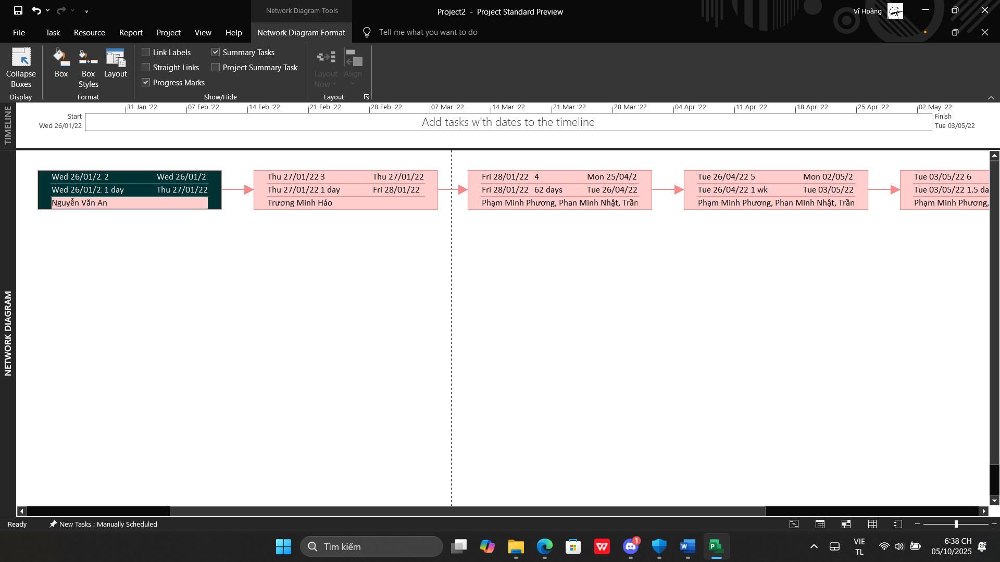 Network Diagram Tools
Project2 - Project Standard Preview
Vĩ Hoàng
File Task Resource Report Project View Help Network Diagram Format Tell me what you want to do
Collapse Boxes
Box
Box Styles
Layout
Link Labels
Straight Links
Progress Marks
Summary Tasks
Project Summary Task
Layout Now
Align
Display
Format
Show/Hide
Layout
TIMELINE
31 Jan '22 07 Feb '22 14 Feb '22 21 Feb '22 28 Feb '22 07 Mar '22 14 Mar '22 21 Mar '22 28 Mar '22 04 Apr '22 11 Apr '22 18 Apr '22 25 Apr '22 02 May '22
Start
Wed 26/01/22
Add tasks with dates to the timeline
Finish
Tue 03/05/22
NETWORK DIAGRAM
Wed 26/01/2 2 Wed 26/01/2
Wed 26/01/2 1 day Thu 27/01/22
Nguyễn Văn An
Thu 27/01/22 3 Thu 27/01/22
Thu 27/01/22 1 day Fri 28/01/22
Trương Minh Hảo
Fri 28/01/22 4 Mon 25/04/2
Fri 28/01/22 62 days Tue 26/04/22
Phạm Minh Phương, Phan Minh Nhật, Trần
Tue 26/04/22 5 Mon 02/05/2
Tue 26/04/22 1 wk Tue 03/05/22
Phạm Minh Phương, Phan Minh Nhật, Trần
Tue 03/05/22 6
Tue 03/05/22 1.5 da
Phạm Minh Phương,
Ready
New Tasks : Manually Scheduled
Tìm kiếm
1
VIE
TL
6:38 CH
05/10/2025